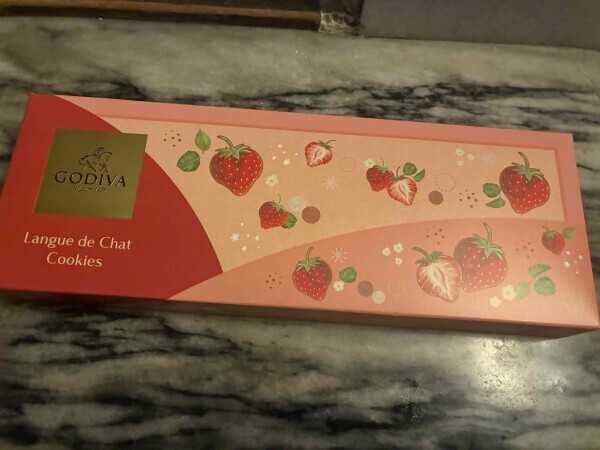 GODIVA
Langue de Chat
Cookies